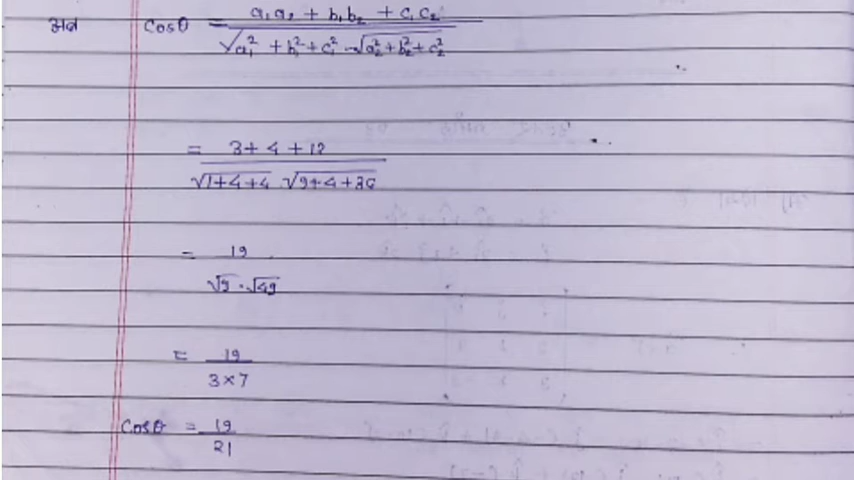 अब cosθ = a₁a₂ + b₁b₂ + c₁c₂
√a₁² + b₁² + c₁² . √a₂² + b₂² + c₂²
= 3 + 4 + 12
√1+4+4 √9+4+36
= 19
√9 . √49
= 19
3 × 7
Cosθ = 19
21